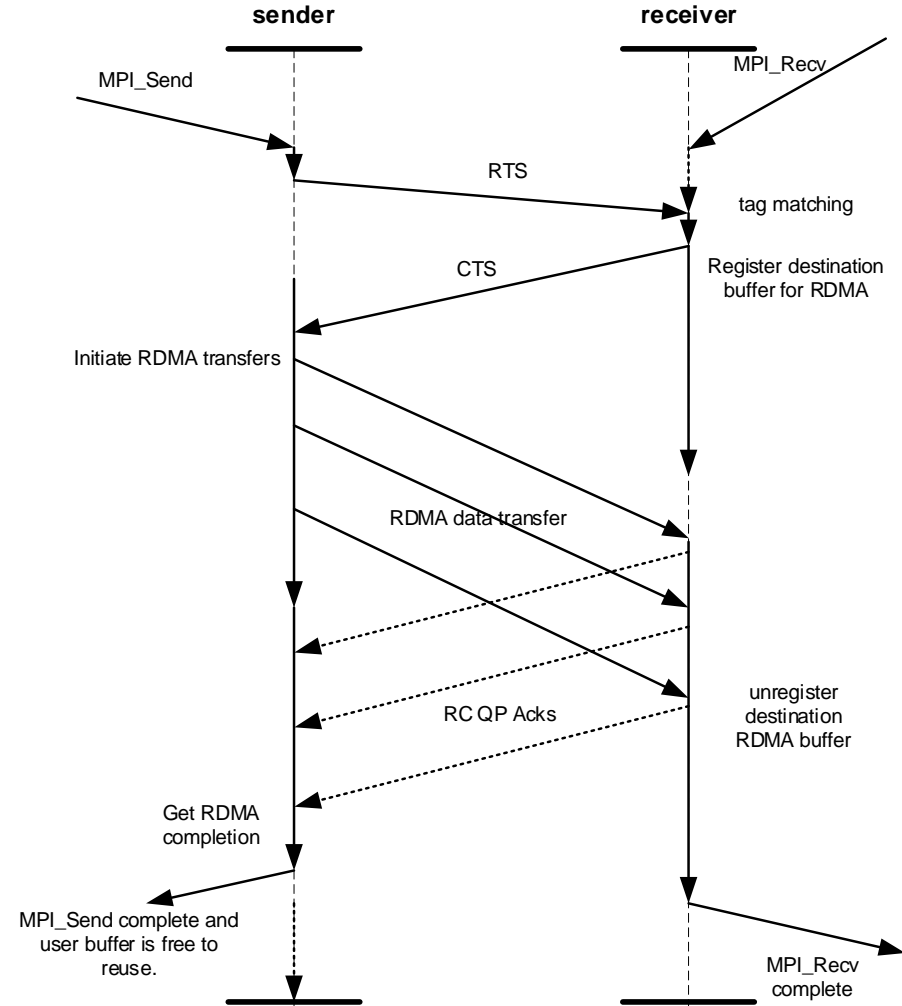 sender
receiver
MPI_Send
MPI_Recv
RTS
tag matching
CTS
Register destination
buffer for RDMA
Initiate RDMA transfers
RDMA data transfer
RC QP Acks
unregister
destination
RDMA buffer
Get RDMA
completion
MPI_Send complete and
user buffer is free to
reuse.
MPI_Recv
complete